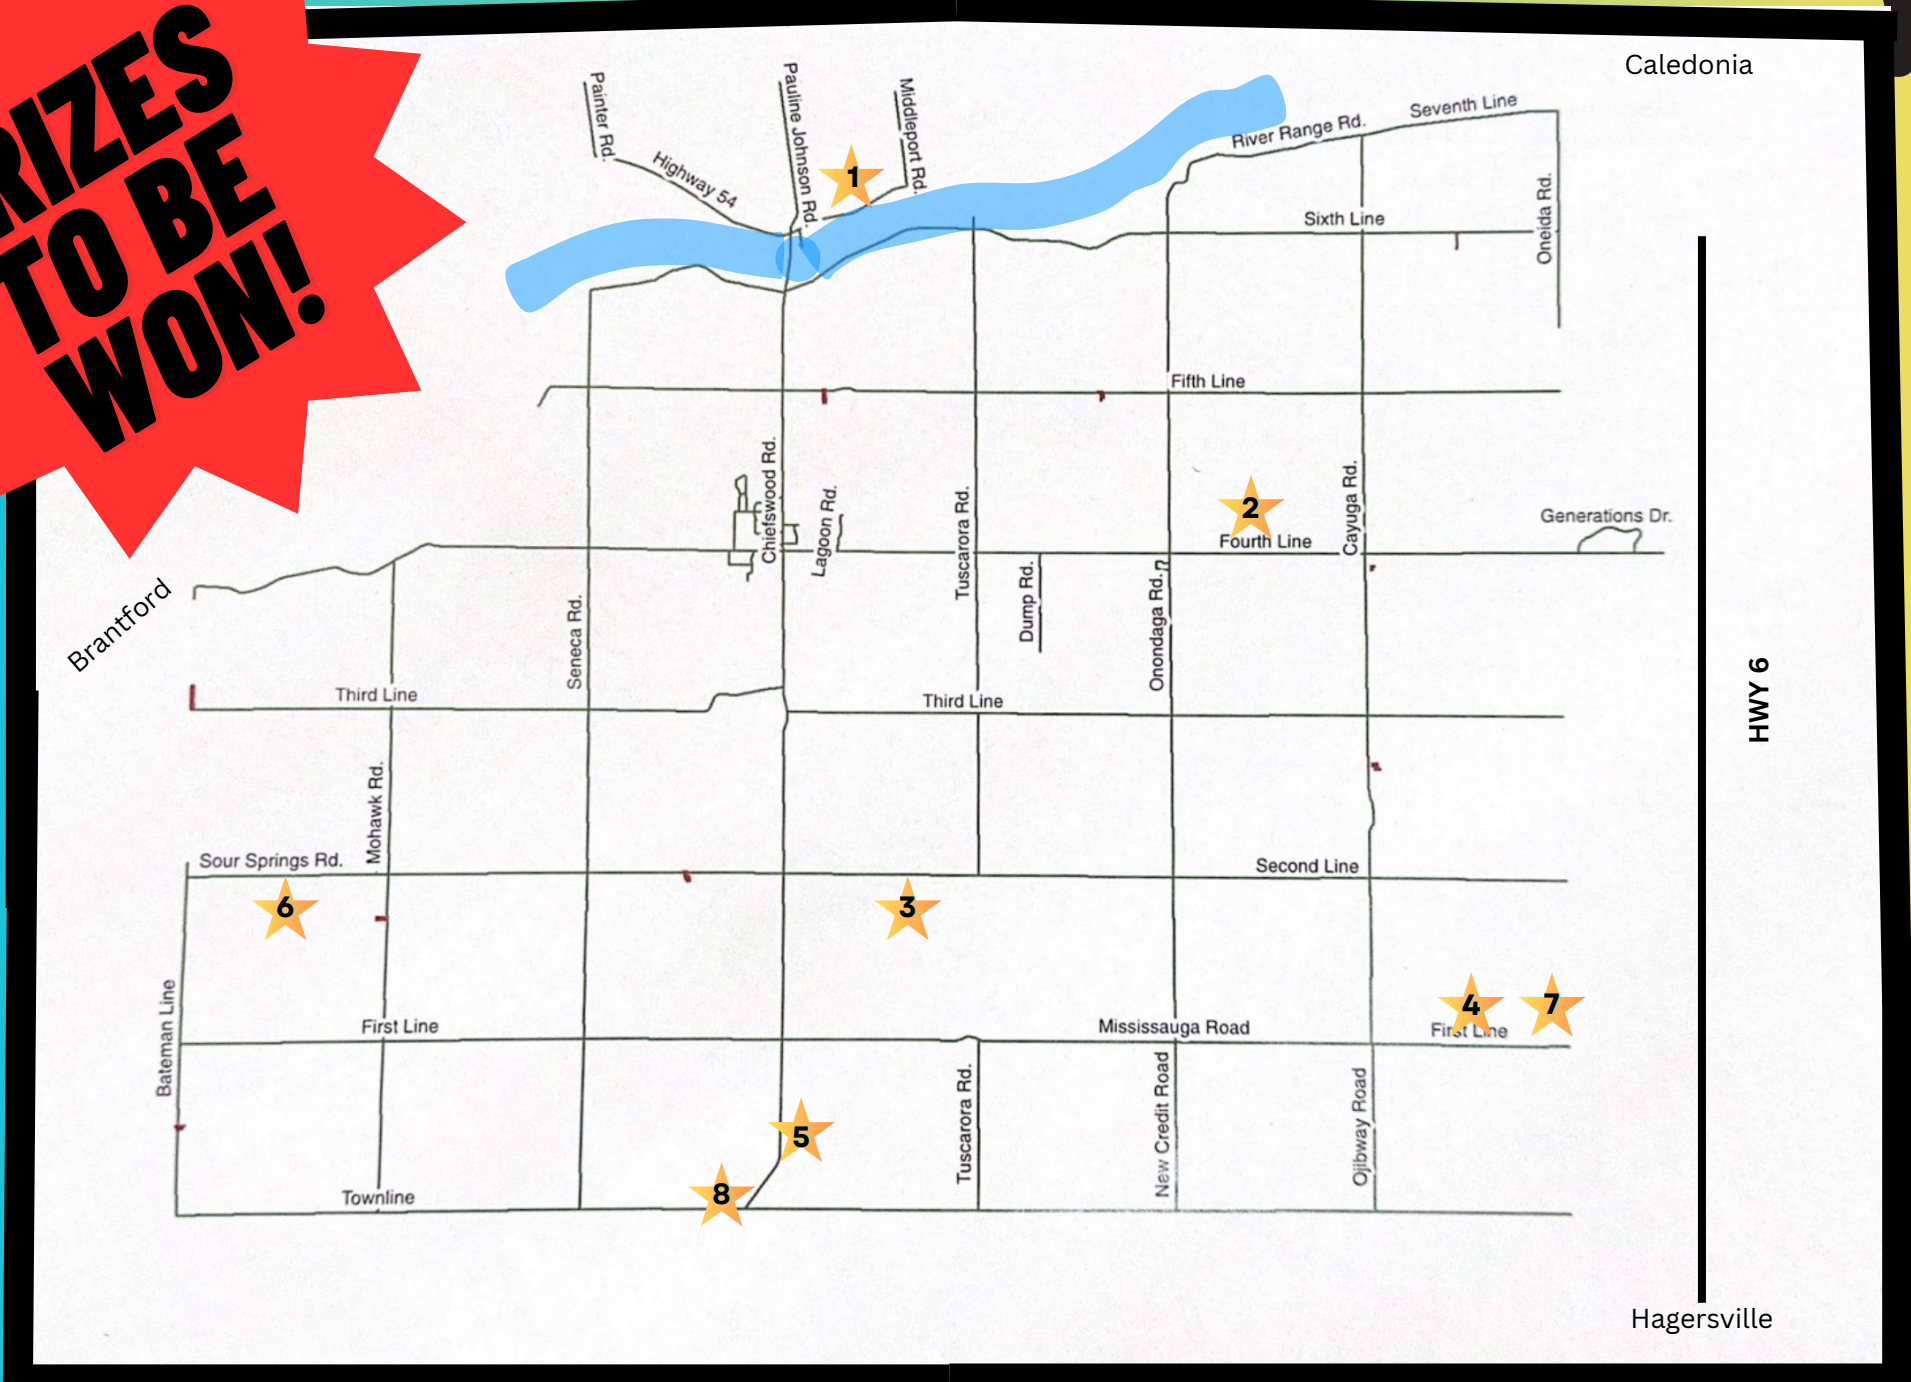 RIZES
TO BE
WON!
Caledonia
Painter Rd.
Pauline Johnson Rd.
Middleport Rd.
Highway 54
1
River Range Rd.
Seventh Line
Sixth Line
Oneida Rd.
Fifth Line
Chiefswood Rd.
Lagoon Rd.
Tuscarora Rd.
2
Fourth Line
Cayuga Rd.
Generations Dr.
Brantford
Seneca Rd.
Dump Rd.
Onondaga Rd.
HWY 6
Third Line
Third Line
Mohawk Rd.
Sour Springs Rd.
Second Line
6
3
Bateman Line
4
7
First Line
Mississauga Road
First Line
Tuscarora Rd.
New Credit Road
Ojibway Road
5
8
Townline
Hagersville